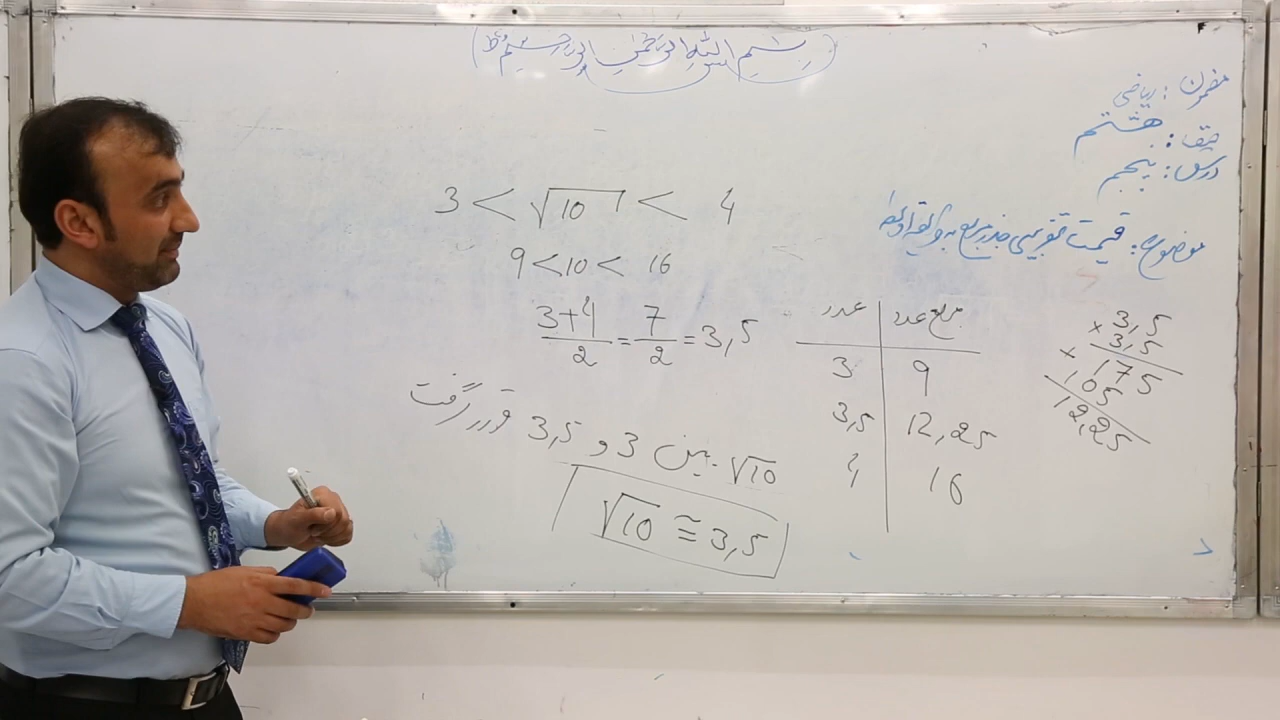 بسم الله الرحمن الرحیم
مضمون: ریاضی
صنف: هشتم
درس: پنجم
موضوع: قیمت تقریبی جذر مربع به طریقه اوسط
3 < √10 < 4
9 < 10 < 16
3+4/2 = 7/2 = 3,5
√10 بین 3 و 3,5 قرار گرفت
√10 ≅ 3,5
عدد | مربع عدد
3 | 9
3,5 | 12,25
4 | 16
3,5
× 3,5
× 175
105
12,25